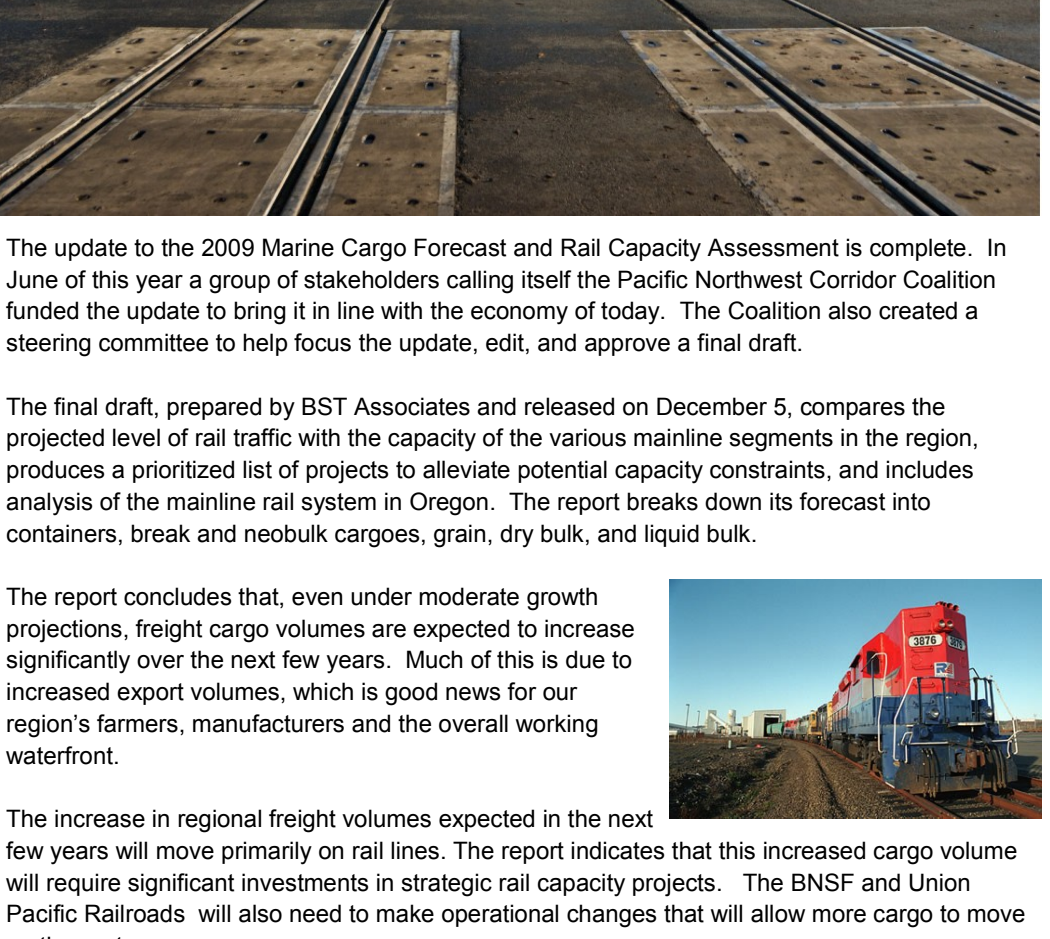 The update to the 2009 Marine Cargo Forecast and Rail Capacity Assessment is complete.  In
June of this year a group of stakeholders calling itself the Pacific Northwest Corridor Coalition
funded the update to bring it in line with the economy of today.  The Coalition also created a
steering committee to help focus the update, edit, and approve a final draft.
The final draft, prepared by BST Associates and released on December 5, compares the
projected level of rail traffic with the capacity of the various mainline segments in the region,
produces a prioritized list of projects to alleviate potential capacity constraints, and includes
analysis of the mainline rail system in Oregon.  The report breaks down its forecast into
containers, break and neobulk cargoes, grain, dry bulk, and liquid bulk.
The report concludes that, even under moderate growth
projections, freight cargo volumes are expected to increase
significantly over the next few years.  Much of this is due to
increased export volumes, which is good news for our
region’s farmers, manufacturers and the overall working
waterfront.
3876 3876
The increase in regional freight volumes expected in the next
few years will move primarily on rail lines. The report indicates that this increased cargo volume
will require significant investments in strategic rail capacity projects.   The BNSF and Union
Pacific Railroads  will also need to make operational changes that will allow more cargo to move